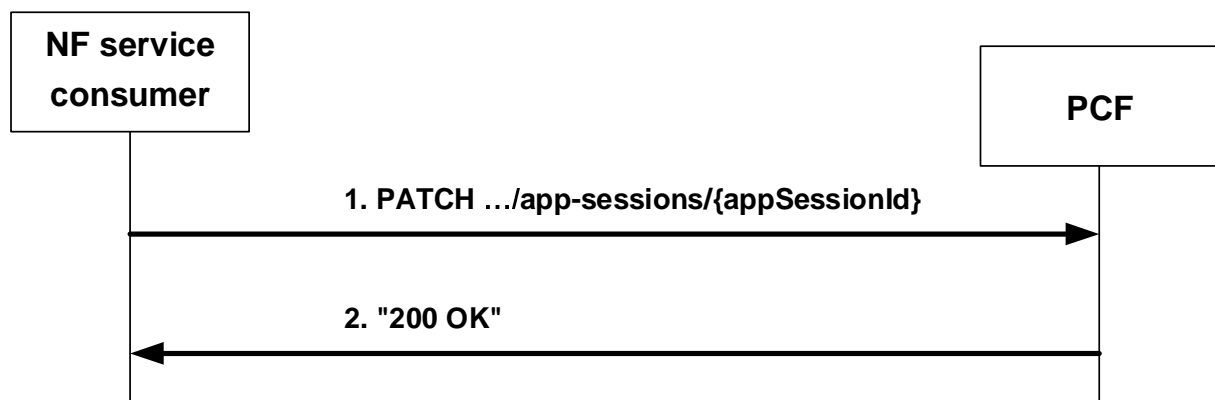 NF service
consumer
PCF
1. PATCH …/app-sessions/{appSessionId}
2. "200 OK"